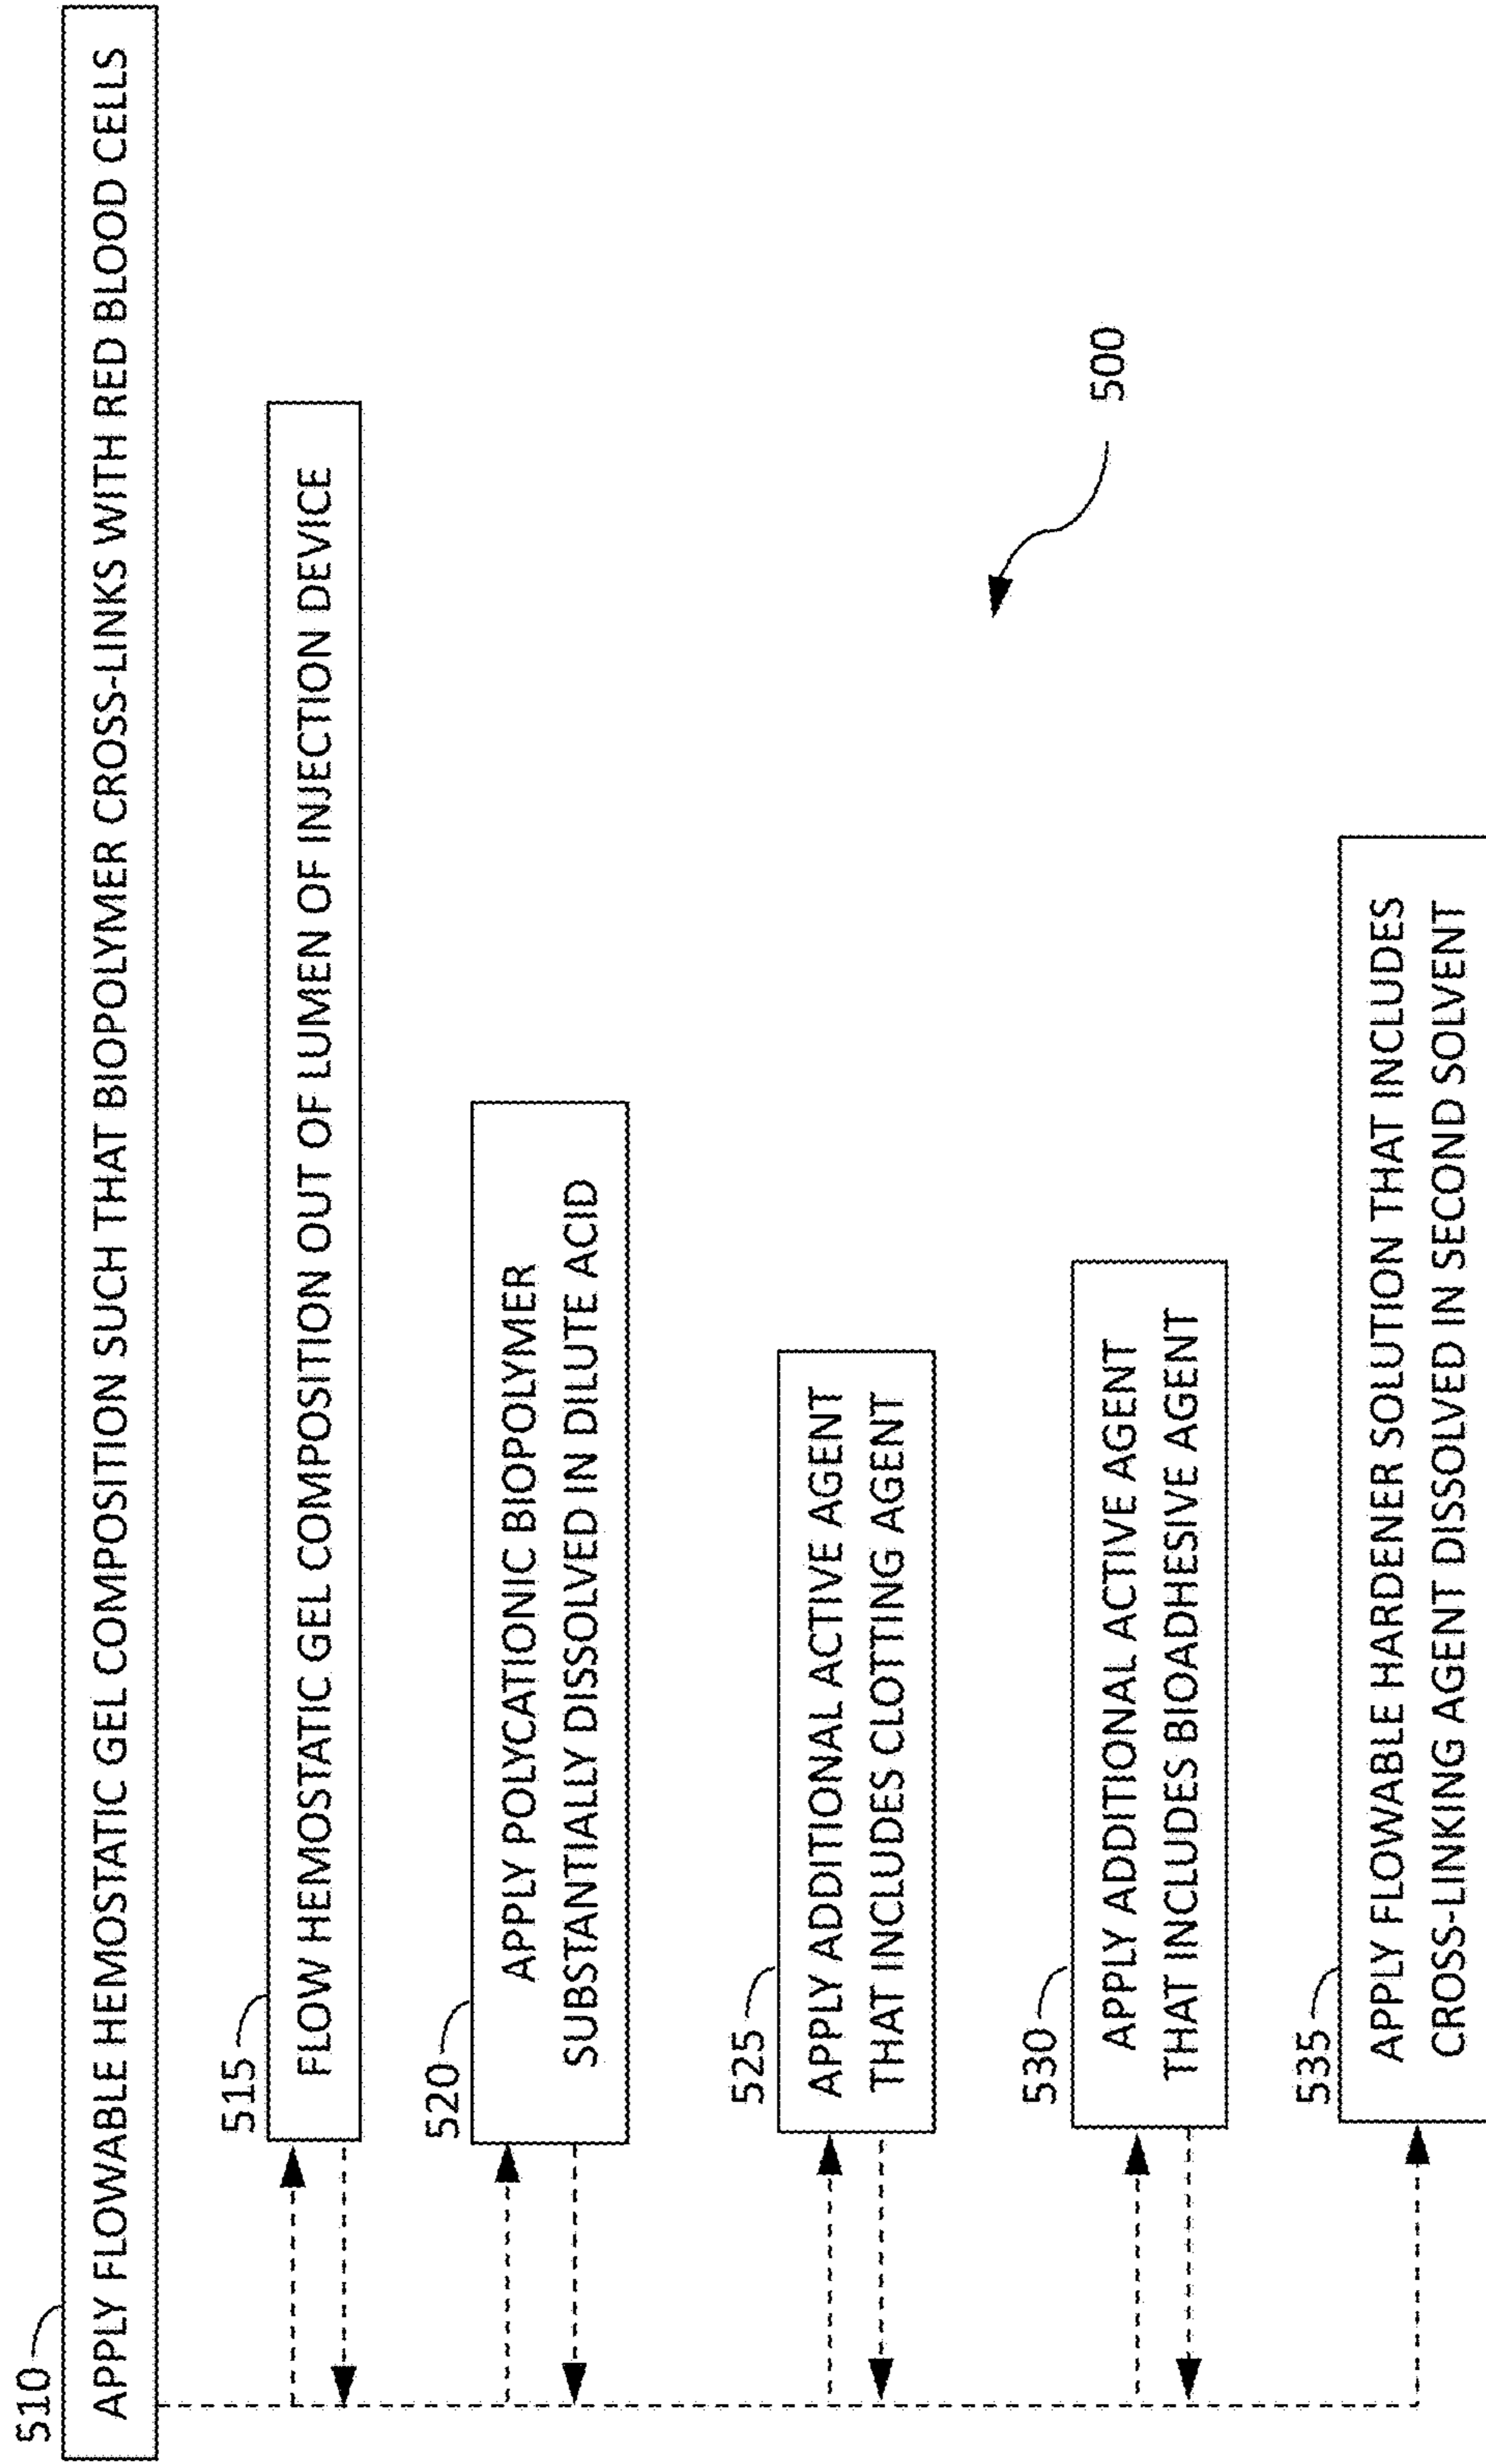 510
APPLY FLOWABLE HEMOSTATIC GEL COMPOSITION SUCH THAT BIOPOLYMER CROSS-LINKS WITH RED BLOOD CELLS
515
FLOW HEMOSTATIC GEL COMPOSITION OUT OF LUMEN OF INJECTION DEVICE
520
APPLY POLYCATIONIC BIOPOLYMER
SUBSTANTIALLY DISSOLVED IN DILUTE ACID
525
APPLY ADDITIONAL ACTIVE AGENT
THAT INCLUDES CLOTTING AGENT
530
APPLY ADDITIONAL ACTIVE AGENT
THAT INCLUDES BIOADHESIVE AGENT
500
535
APPLY FLOWABLE HARDENER SOLUTION THAT INCLUDES
CROSS-LINKING AGENT DISSOLVED IN SECOND SOLVENT